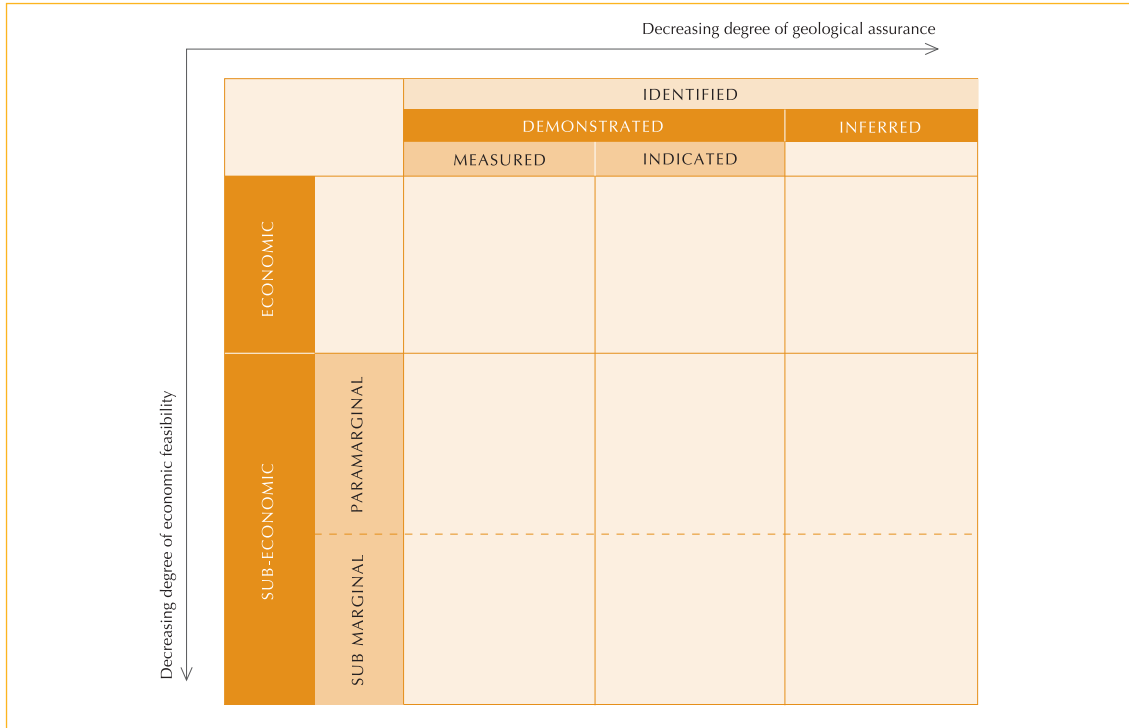 Decreasing degree of geological assurance
IDENTIFIED
DEMONSTRATED
INFERRED
MEASURED
INDICATED
ECONOMIC
Decreasing degree of economic feasibility
SUB-ECONOMIC
PARAMARGINAL
SUB MARGINAL